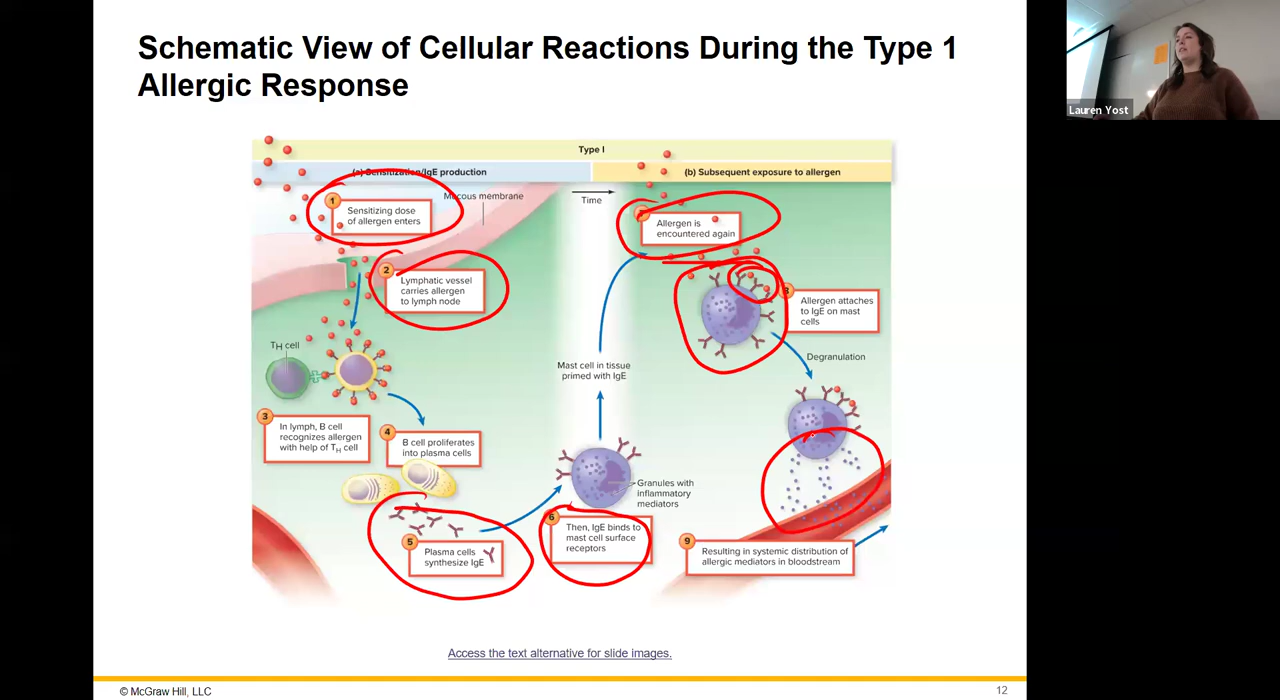 Schematic View of Cellular Reactions During the Type 1
Allergic Response
Lauren Yost
Type I
(a) Sensitization/IgE production
(b) Subsequent exposure to allergen
Mucous membrane
Time
1
Sensitizing dose
of allergen enters
2
Lymphatic vessel
carries allergen
to lymph node
TH cell
3
In lymph, B cell
recognizes allergen
with help of TH cell
4
B cell proliferates
into plasma cells
5
Plasma cells
synthesize IgE
6
Then, IgE binds to
mast cell surface
receptors
Granules with
inflammatory
mediators
Mast cell in tissue
primed with IgE
Allergen is
encountered again
8
Allergen attaches
to IgE on mast
cells
Degranulation
9
Resulting in systemic distribution of
allergic mediators in bloodstream
Access the text alternative for slide images.
© McGraw Hill, LLC
12